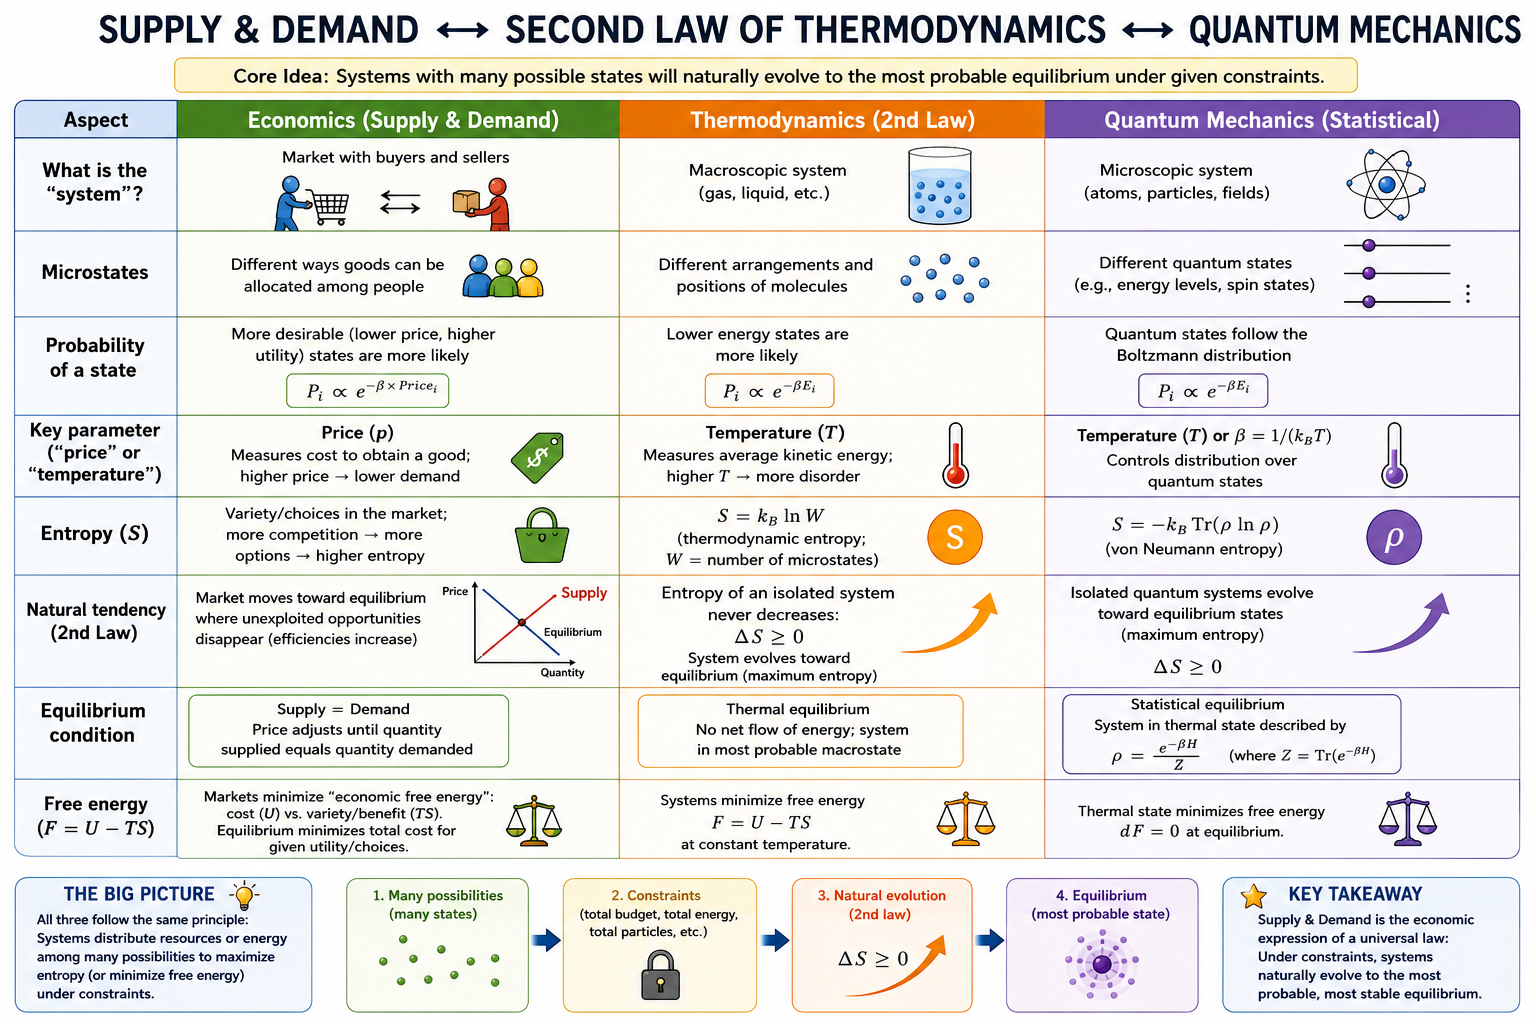 SUPPLY & DEMAND ⟷ SECOND LAW OF THERMODYNAMICS ⟷ QUANTUM MECHANICS
Core Idea: Systems with many possible states will naturally evolve to the most probable equilibrium under given constraints.
Aspect
Economics (Supply & Demand)
Thermodynamics (2nd Law)
Quantum Mechanics (Statistical)
What is the
“system”?
Market with buyers and sellers
Macroscopic system
(gas, liquid, etc.)
Microscopic system
(atoms, particles, fields)
Microstates
Different ways goods can be
allocated among people
Different arrangements and
positions of molecules
Different quantum states
(e.g., energy levels, spin states)
⋮
Probability
of a state
More desirable (lower price, higher
utility) states are more likely
P_i ∝ e^{−β × Price_i}
Lower energy states are
more likely
P_i ∝ e^{−βE_i}
Quantum states follow the
Boltzmann distribution
P_i ∝ e^{−βE_i}
Key parameter
(“price” or
“temperature”)
Price (p)
Measures cost to obtain a good;
higher price → lower demand
$
Temperature (T)
Measures average kinetic energy;
higher T → more disorder
Temperature (T) or β = 1/(k_B T)
Controls distribution over
quantum states
Entropy (S)
Variety/choices in the market;
more competition → more
options → higher entropy
S = k_B ln W
(thermodynamic entropy;
W = number of microstates)
S
S = −k_B Tr(ρ ln ρ)
(von Neumann entropy)
ρ
Natural tendency
(2nd Law)
Market moves toward equilibrium
where unexploited opportunities
disappear (efficiencies increase)
Price
Supply
Equilibrium
Quantity
Entropy of an isolated system
never decreases:
ΔS ≥ 0
System evolves toward
equilibrium (maximum entropy)
Isolated quantum systems evolve
toward equilibrium states
(maximum entropy)
ΔS ≥ 0
Equilibrium
condition
Supply = Demand
Price adjusts until quantity
supplied equals quantity demanded
Thermal equilibrium
No net flow of energy; system
in most probable macrostate
Statistical equilibrium
System in thermal state described by
ρ = e^{−βH} / Z (where Z = Tr(e^{−βH})
Free energy
(F = U − TS)
Markets minimize “economic free energy”:
cost (U) vs. variety/benefit (TS).
Equilibrium minimizes total cost for
given utility/choices.
Systems minimize free energy
F = U − TS
at constant temperature.
Thermal state minimizes free energy
dF = 0 at equilibrium.
THE BIG PICTURE
All three follow the same principle:
Systems distribute resources or energy
among many possibilities to maximize
entropy (or minimize free energy)
under constraints.
1. Many possibilities
(many states)
2. Constraints
(total budget, total energy,
total particles, etc.)
3. Natural evolution
(2nd law)
ΔS ≥ 0
4. Equilibrium
(most probable state)
KEY TAKEAWAY
Supply & Demand is the economic
expression of a universal law:
Under constraints, systems
naturally evolve to the most
probable, most stable equilibrium.